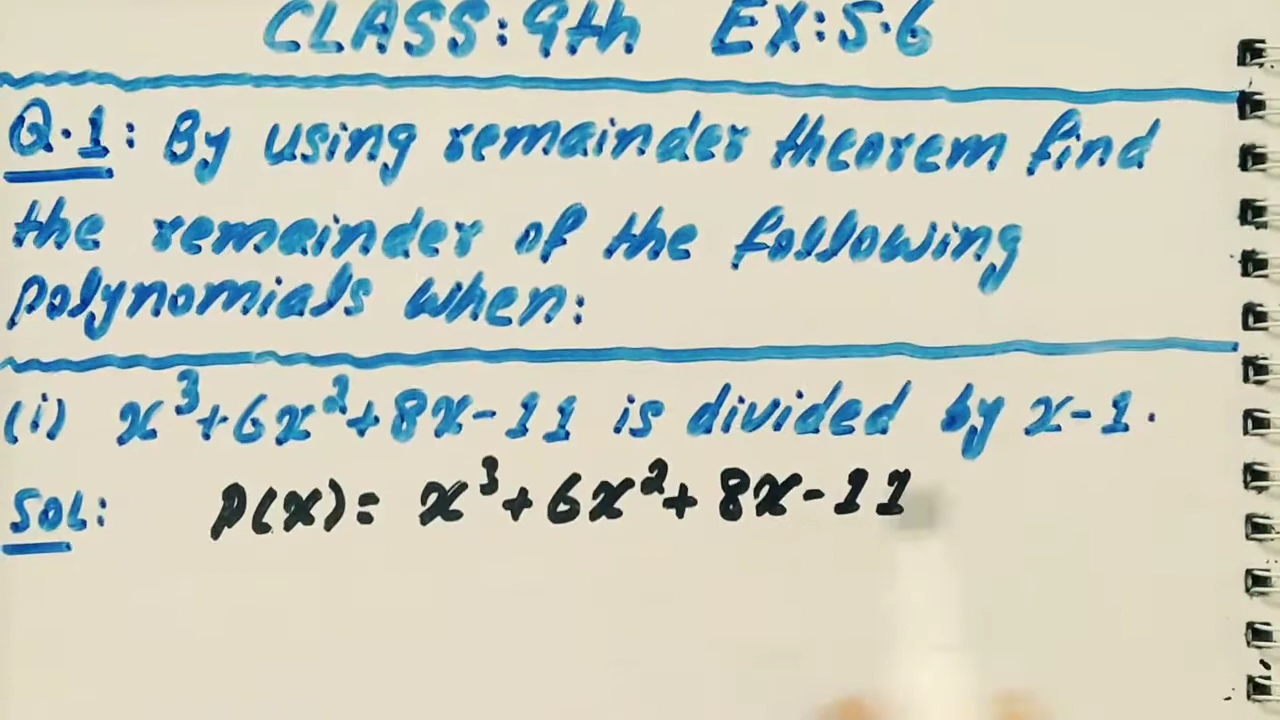 CLASS: 9th EX: 5.6
Q.1: By using remainder theorem find
the remainder of the following
polynomials when:
(i) x³+6x²+8x-11 is divided by x-1.
Sol: P(x)= x³+6x²+8x-11